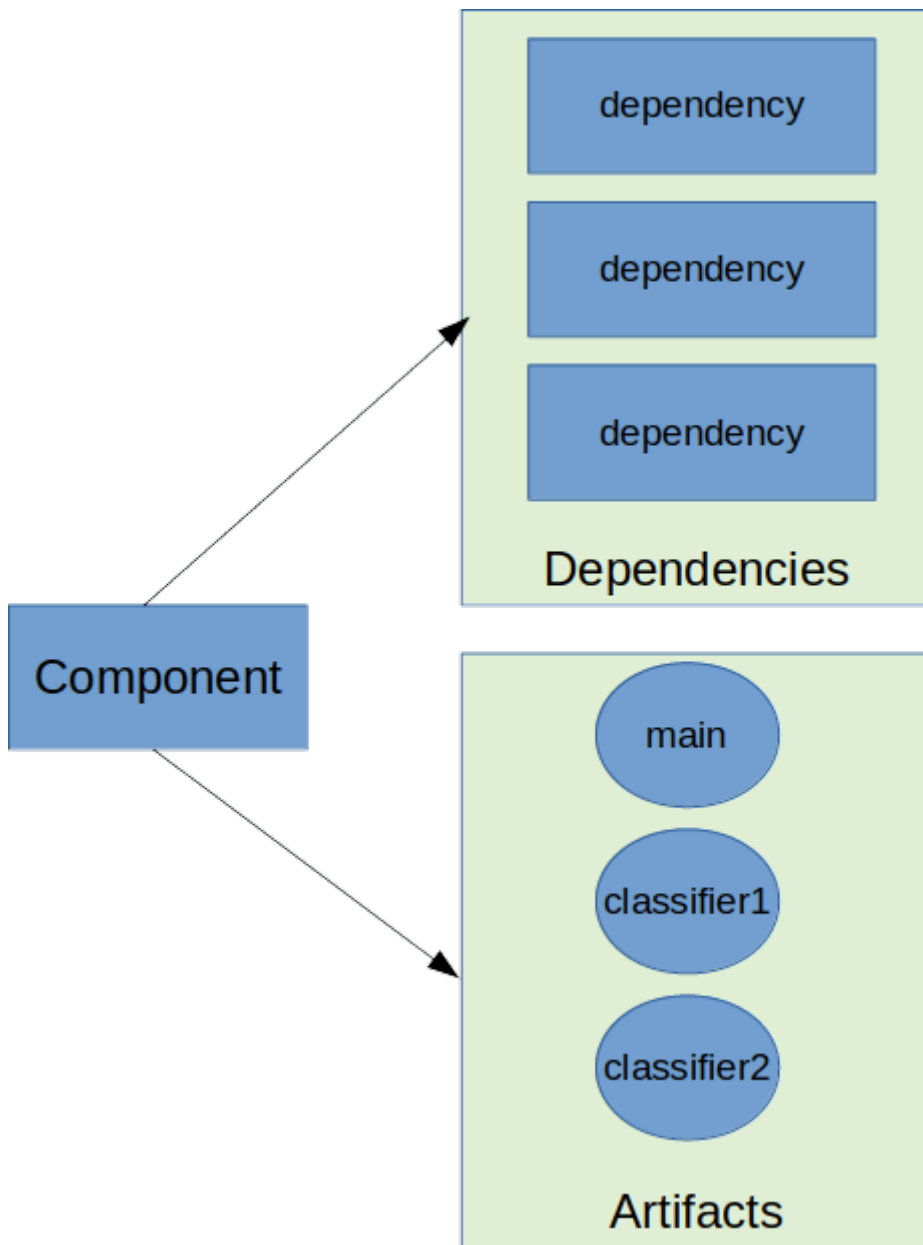 dependency
dependency
dependency
Dependencies
Component
main
classifier1
classifier2
Artifacts